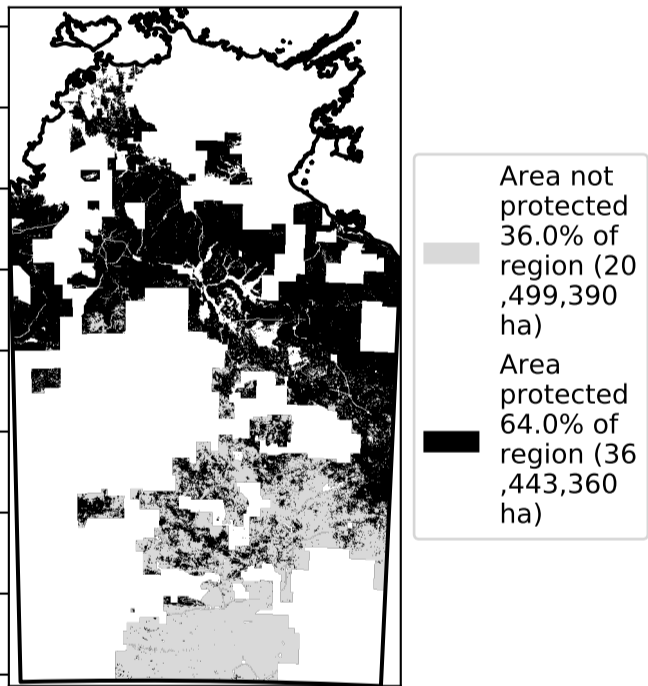 Area not
protected
36.0% of
region (20
,499,390
ha)
Area
protected
64.0% of
region (36
,443,360
ha)